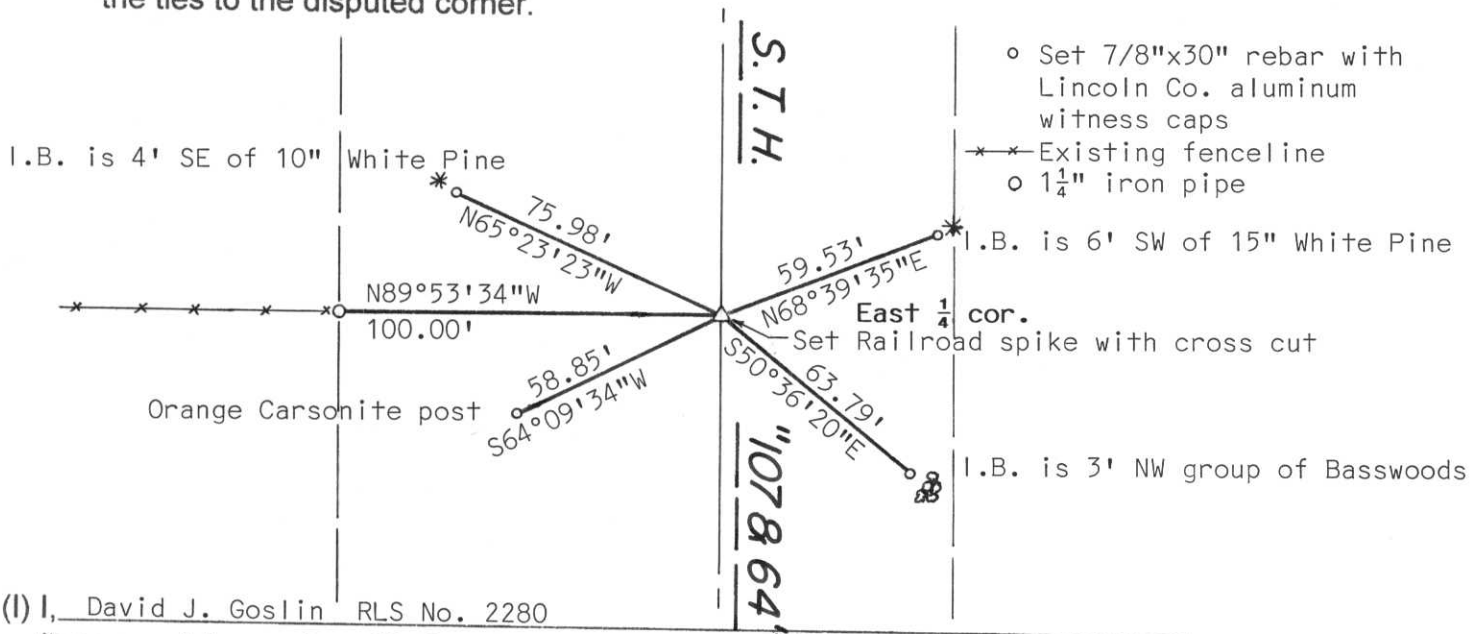 the ties to the disputed corner.
S.T.H.
o Set 7/8"x30" rebar with
Lincoln Co. aluminum
witness caps
Existing fenceline
1¼" iron pipe
I.B. is 4' SE of 10" White Pine
75.98'
N65°23'23"W
59.53'
N68°39'35"E
I.B. is 6' SW of 15" White Pine
N89°53'34"W
100.00'
East ¼ cor.
Set Railroad spike with cross cut
58.85'
S64°09'34"W
63.79'
S50°36'20"E
Orange Carsonite post
"107 & 64"
I.B. is 3' NW group of Basswoods
(I) I, David J. Goslin RLS No. 2280